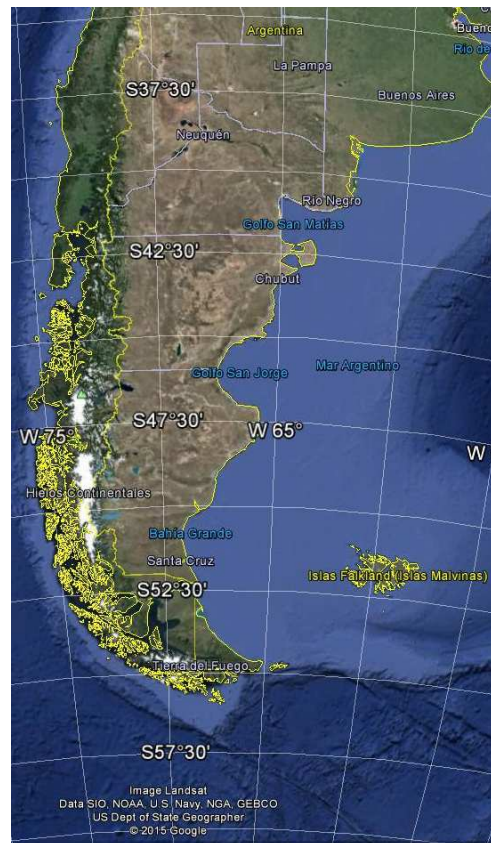 Argentina
Rio de
La Pampa
S37°30'
Buenos Aires
Neuquén
Río Negro
Golfo San Matías
S42°30'
Chubut
Golfo San Jorge
Mar Argentino
S47°30'
W 75°
W 65°
W
Hielos Continentales
Bahía Grande
Santa Cruz
Islas Falkland (Islas Malvinas)
S52°30'
Tierra del Fuego
S57°30'
Image Landsat
Data SIO, NOAA, U.S. Navy, NGA, GEBCO
US Dept of State Geographer
© 2015 Google